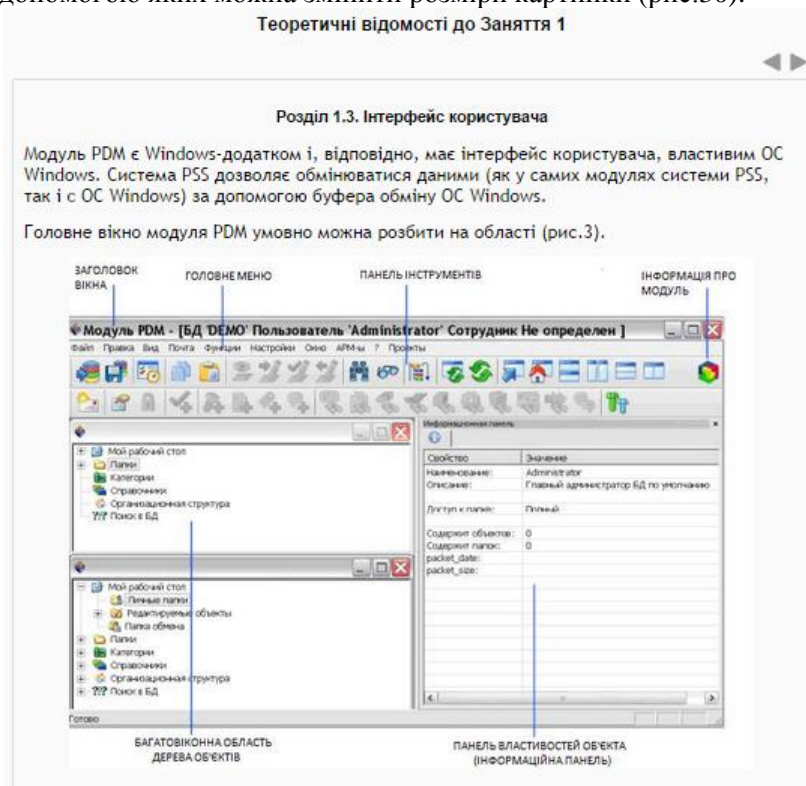 допомогою яких можна змінити розміри картинки (рис.36).
Теоретичні відомості до Заняття 1
Розділ 1.3. Інтерфейс користувача
Модуль PDM є Windows-додатком і, відповідно, має інтерфейс користувача, властивим ОС
Windows. Система PSS дозволяє обмінюватися даними (як у самих модулях системи PSS,
так і с ОС Windows) за допомогою буфера обміну ОС Windows.
Головне вікно модуля PDM умовно можна розбити на області (рис.3).
ЗАГОЛОВОК
ВІКНА
ГОЛОВНЕ МЕНЮ
ПАНЕЛЬ ІНСТРУМЕНТІВ
ІНФОРМАЦІЯ ПРО
МОДУЛЬ
Модуль PDM - [БД 'DEMO' Пользователь 'Administrator' Сотрудник Не определен ]
Файл Правка Вид Почта Функции Настройки Окно АРМ-ы ? Проекты
Мой рабочий стол
Папки
Категории
Справочники
Организационная структура
??? Поиск в БД
Информационная панель
Свойство Значение
Наименование: Administrator
Описание: Главный администратор БД по умолчанию
Доступ к папке: Полный
Содержит объектов: 0
Содержит папок: 0
packet_date:
packet_size:
Мой рабочий стол
Личные папки
Редактируемые объекты
Папка обмена
Папки
Категории
Справочники
Организационная структура
??? Поиск в БД
Готово
БАГАТОВІКОННА ОБЛАСТЬ
ДЕРЕВА ОБ'ЄКТІВ
ПАНЕЛЬ ВЛАСТИВОСТЕЙ ОБ'ЄКТА
(ІНФОРМАЦІЙНА ПАНЕЛЬ)